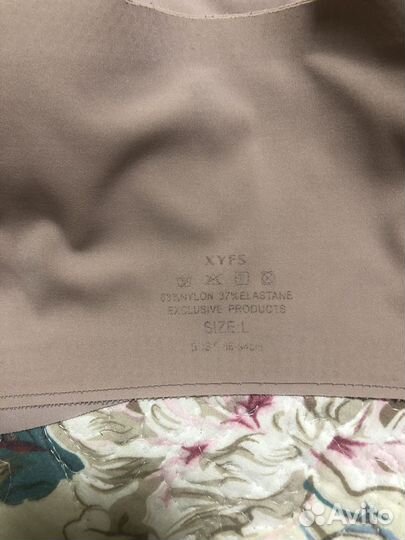 XYFS
63%NYLON 37%ELASTANE
EXCLUSIVE PRODUCTS
SIZE:L
Avito